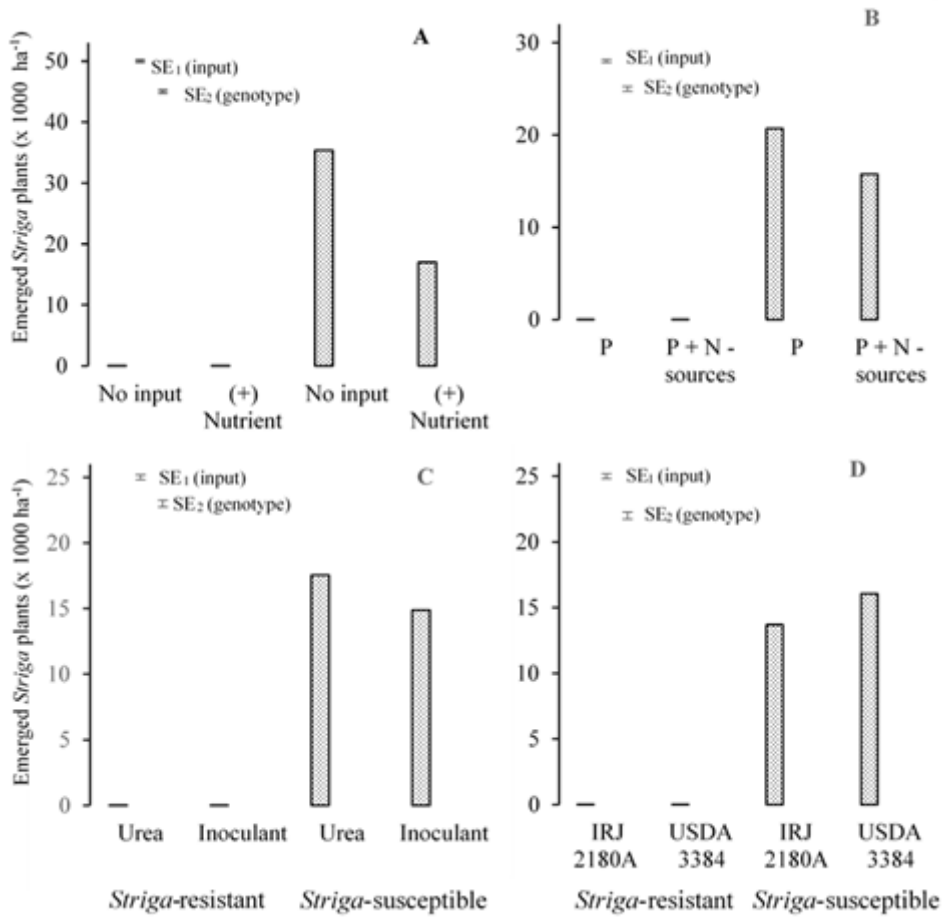 A
Emerged Striga plants (x 1000 ha⁻¹)
50
40
30
20
10
0
SE₁ (input)
SE₂ (genotype)
No input
(+)
Nutrient
No input
(+)
Nutrient
B
30
20
10
0
SE₁ (input)
SE₂ (genotype)
P
P + N -
sources
P
P + N -
sources
C
Emerged Striga plants (x 1000 ha⁻¹)
25
20
15
10
5
0
SE₁ (input)
SE₂ (genotype)
Urea
Inoculant
Urea
Inoculant
Striga-resistant
Striga-susceptible
D
25
20
15
10
5
0
SE₁ (input)
SE₂ (genotype)
IRJ
2180A
USDA
3384
IRJ
2180A
USDA
3384
Striga-resistant
Striga-susceptible